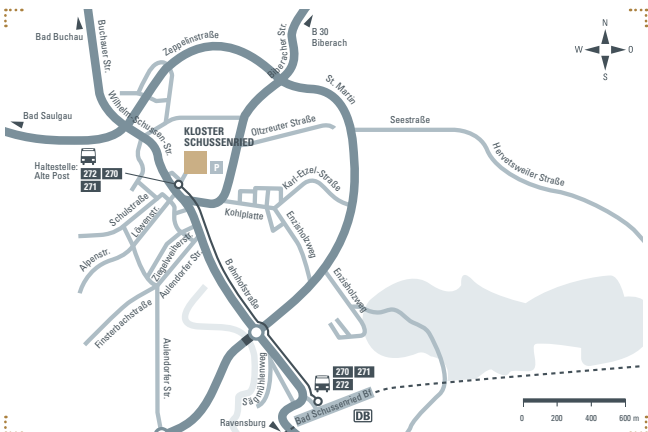 Bad Buchau
Buchauer Str.
Zeppelinstraße
Biberacher Str.
B 30
Biberach
N
W
O
S
St. Martin
Bad Saulgau
Wilhelm-Schussen-Str.
KLOSTER
SCHUSSENRIED
P
Oltzreuter Straße
Seestraße
Hervetsweiler Straße
Haltestelle:
Alte Post
272 270
271
Karl-Etzel-Straße
Kohlplatte
Schulstraße
Löwenstr.
Alpenstr.
Ziegelweiherstr.
Aulendorfer Str.
Enzisholzweg
Bahnhofstraße
Enzisholzweg
Finsterbachstraße
Aulendorfer Str.
Sägmühleweg
270 271
272
Bad Schussenried Bf
DB
Ravensburg
0 200 400 600 m